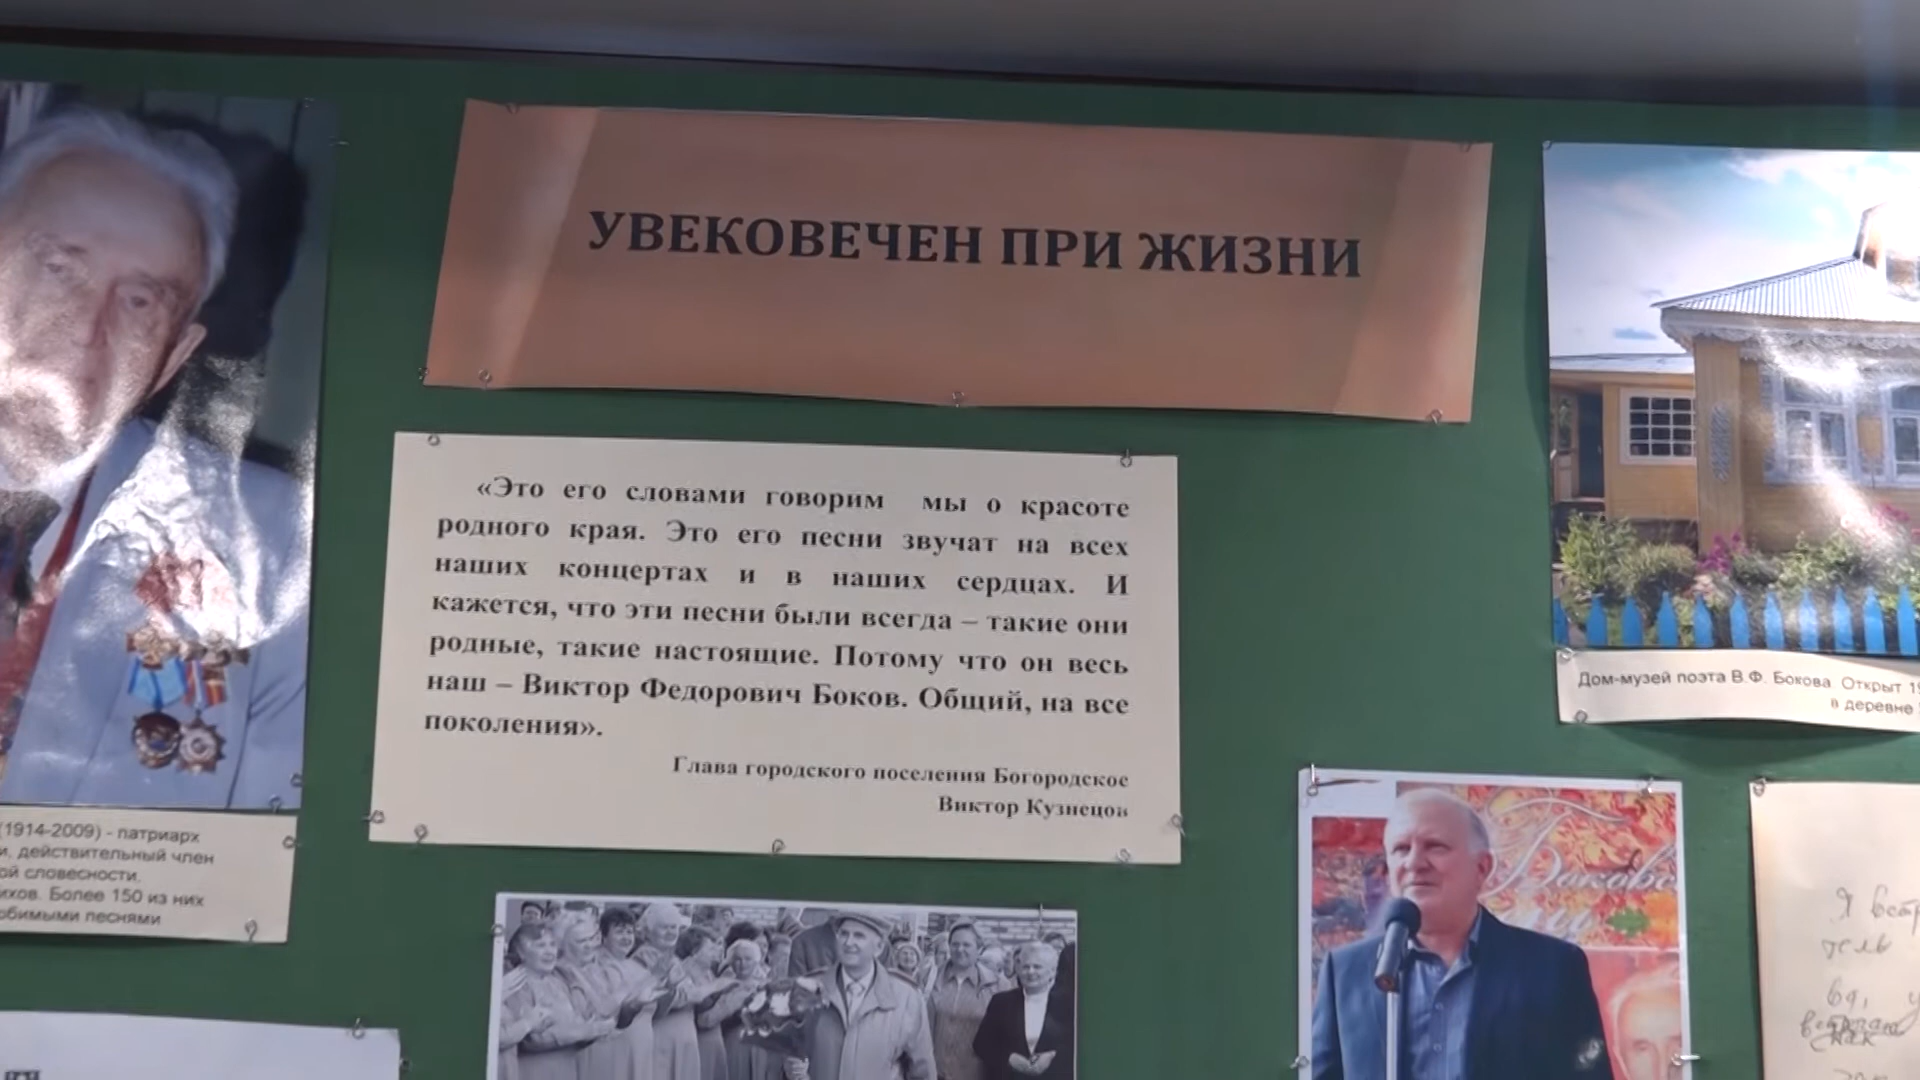 УВЕКОВЕЧЕН ПРИ ЖИЗНИ
«Это его словами говорим мы о красоте
родного края. Это его песни звучат на всех
наших концертах и в наших сердцах. И
кажется, что эти песни были всегда – такие они
родные, такие настоящие. Потому что он весь
наш – Виктор Федорович Боков. Общий, на все
поколения».
Глава городского поселения Богородское
Виктор Кузнецов
(1914-2009) - патриарх
действительный член
словесности.
Более 150 из них
песнями
Дом-музей поэта В.Ф. Бокова Открыт
в деревне
Я